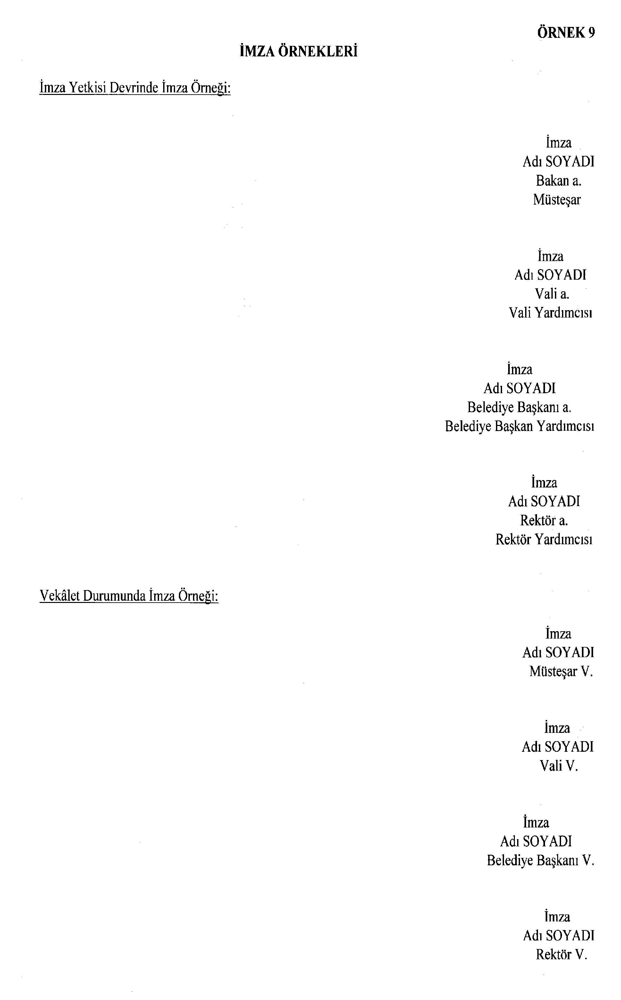 ÖRNEK 9
İMZA ÖRNEKLERİ
İmza Yetkisi Devrinde İmza Örneği:
İmza
Adı SOYADI
Bakan a.
Müsteşar
İmza
Adı SOYADI
Vali a.
Vali Yardımcısı
İmza
Adı SOYADI
Belediye Başkanı a.
Belediye Başkan Yardımcısı
İmza
Adı SOYADI
Rektör a.
Rektör Yardımcısı
Vekâlet Durumunda İmza Örneği:
İmza
Adı SOYADI
Müsteşar V.
İmza
Adı SOYADI
Vali V.
İmza
Adı SOYADI
Belediye Başkanı V.
İmza
Adı SOYADI
Rektör V.